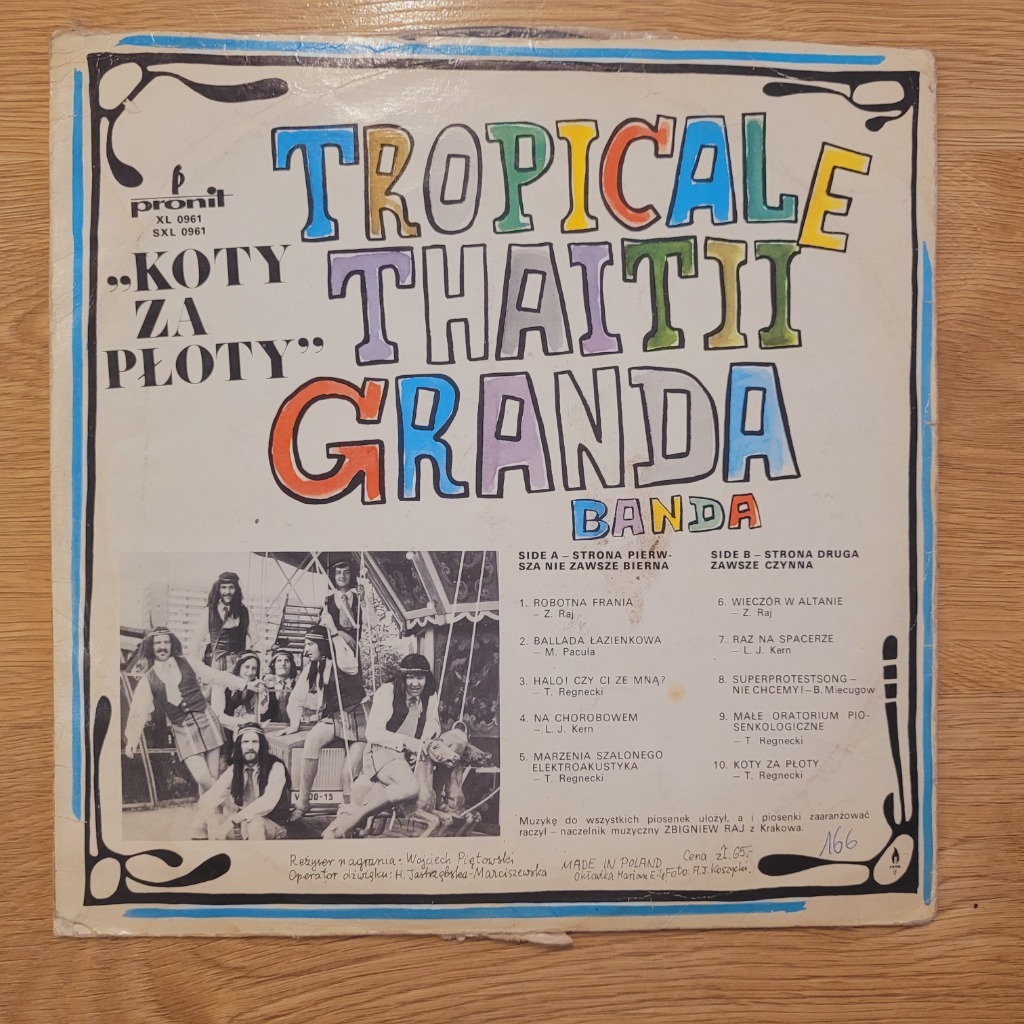 TROPICALE
THAITII
GRANDA
BANDA
pronit
XL 0961
SXL 0961
„KOTY
ZA
PŁOTY”
SIDE A – STRONA PIERW-
SZA NIE ZAWSZE BIERNA
1. ROBOTNA FRANIA
– Z. Raj
2. BALLADA ŁAZIENKOWA
– M. Pacuła
3. HALO! CZY CI ZE MNĄ?
– T. Regnecki
4. NA CHOROBOWEM
– L. J. Kern
5. MARZENIA SZALONEGO
ELEKTROAKUSTYKA
– T. Regnecki
SIDE B – STRONA DRUGA
ZAWSZE CZYNNA
6. WIECZÓR W ALTANIE
– Z. Raj
7. RAZ NA SPACERZE
– L. J. Kern
8. SUPERPROTESTSONG –
NIE CHCEMY! – B. Miecugow
9. MAŁE ORATORIUM PIO-
SENKOLOGICZNE
– T. Regnecki
10. KOTY ZA PŁOTY
– T. Regnecki
Muzykę do wszystkich piosenek ułożył, a i piosenki zaaranżować
raczył – naczelnik muzyczny ZBIGNIEW RAJ z Krakowa.
166
Reżyser nagrania: Wojciech Piętowski
Operator dźwięku: H. Jastrzębska-Marciszewska
MADE IN POLAND Cena zł. 65.-
Okładka Marian Eilę Foto: A.J. Koszycki